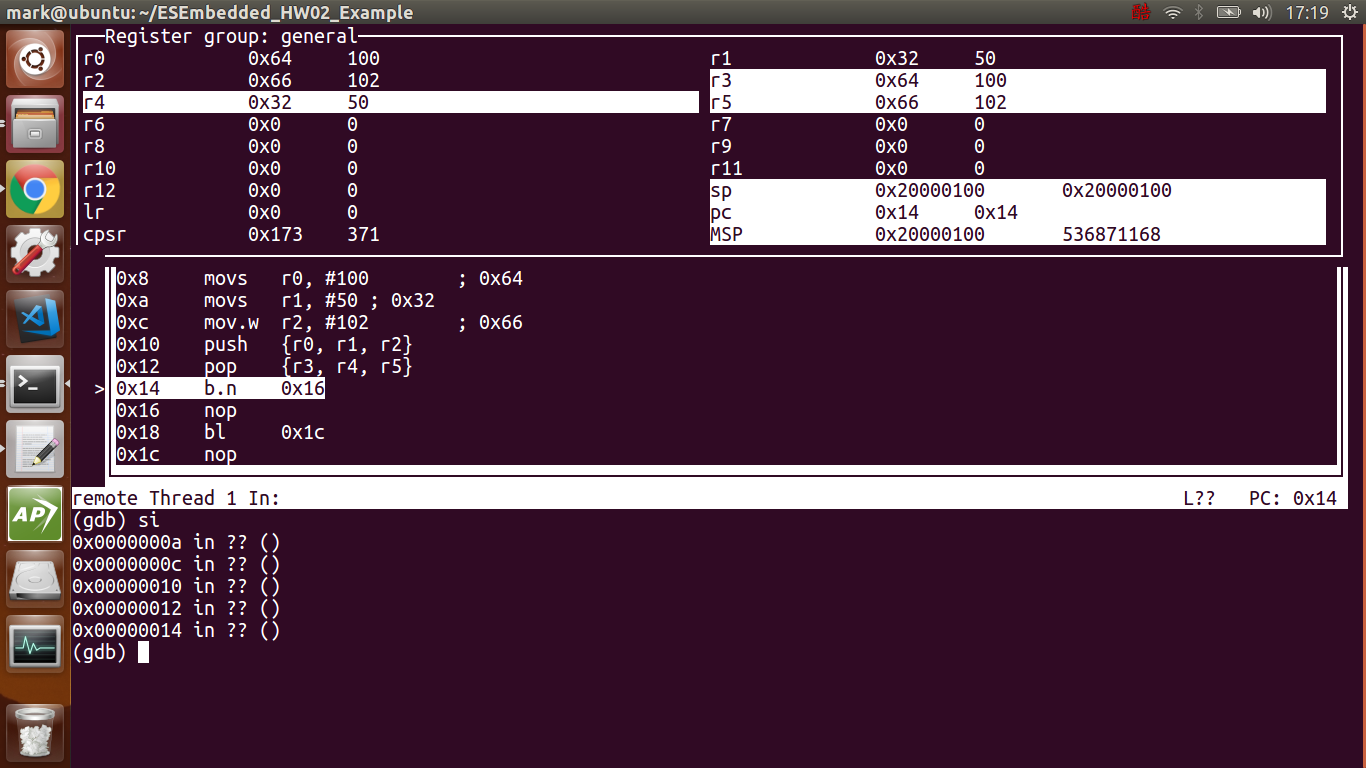 mark@ubuntu: ~/ESEmbedded_HW02_Example 17:19
Register group: general
r0 0x64 100 r1 0x32 50
r2 0x66 102 r3 0x64 100
r4 0x32 50 r5 0x66 102
r6 0x0 0 r7 0x0 0
r8 0x0 0 r9 0x0 0
r10 0x0 0 r11 0x0 0
r12 0x0 0 sp 0x20000100 0x20000100
lr 0x0 0 pc 0x14 0x14
cpsr 0x173 371 MSP 0x20000100 536871168
0x8 movs r0, #100 ; 0x64
0xa movs r1, #50 ; 0x32
0xc mov.w r2, #102 ; 0x66
0x10 push {r0, r1, r2}
0x12 pop {r3, r4, r5}
>0x14 b.n 0x16
0x16 nop
0x18 bl 0x1c
0x1c nop
remote Thread 1 In: L?? PC: 0x14
(gdb) si
0x0000000a in ?? ()
0x0000000c in ?? ()
0x00000010 in ?? ()
0x00000012 in ?? ()
0x00000014 in ?? ()
(gdb)
AP